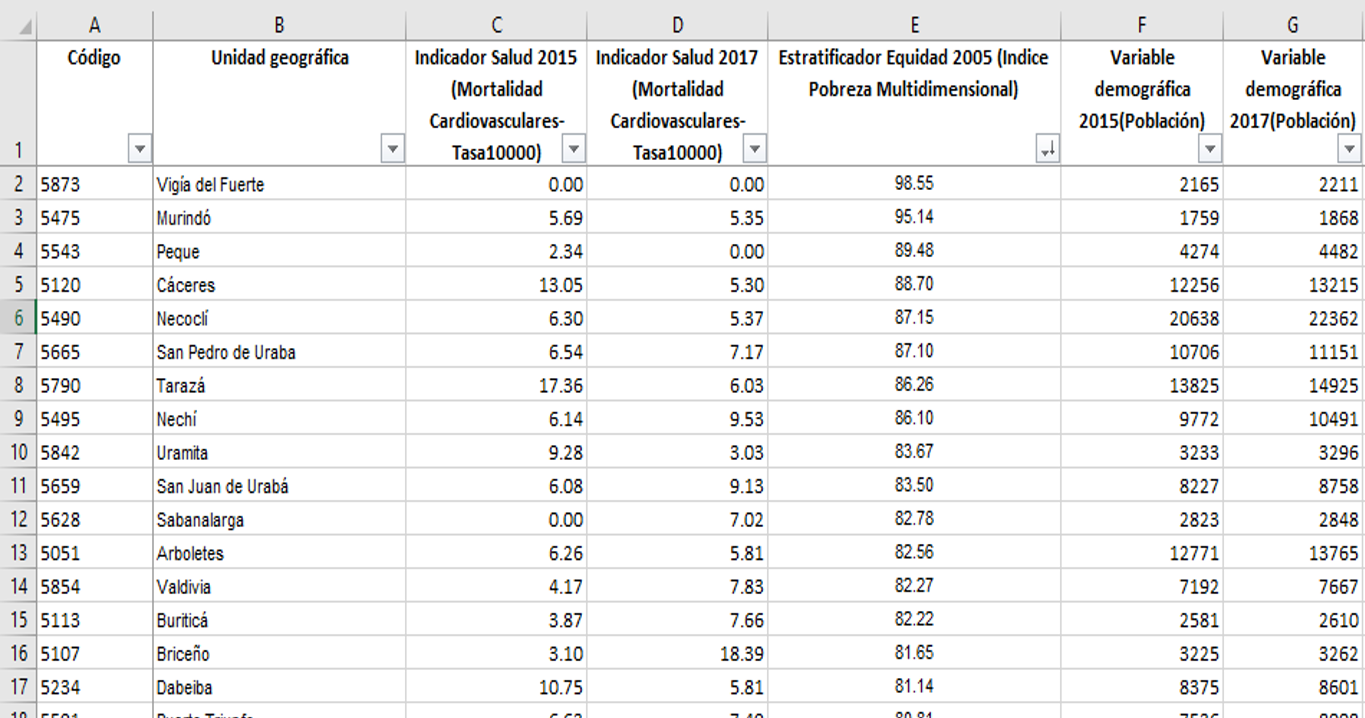 A B C D E F G
Código Unidad geográfica Indicador Salud 2015 Indicador Salud 2017 Estratificador Equidad 2005 (Indice Variable Variable
(Mortalidad (Mortalidad Pobreza Multidimensional) demográfica demográfica
Cardiovasculares- Cardiovasculares- 2015(Población) 2017(Población)
1 Tasa10000) Tasa10000)
2 5873 Vigía del Fuerte 0.00 0.00 98.55 2165 2211
3 5475 Murindó 5.69 5.35 95.14 1759 1868
4 5543 Peque 2.34 0.00 89.48 4274 4482
5 5120 Cáceres 13.05 5.30 88.70 12256 13215
6 5490 Necoclí 6.30 5.37 87.15 20638 22362
7 5665 San Pedro de Uraba 6.54 7.17 87.10 10706 11151
8 5790 Tarazá 17.36 6.03 86.26 13825 14925
9 5495 Nechí 6.14 9.53 86.10 9772 10491
10 5842 Uramita 9.28 3.03 83.67 3233 3296
11 5659 San Juan de Urabá 6.08 9.13 83.50 8227 8758
12 5628 Sabanalarga 0.00 7.02 82.78 2823 2848
13 5051 Arboletes 6.26 5.81 82.56 12771 13765
14 5854 Valdivia 4.17 7.83 82.27 7192 7667
15 5113 Buriticá 3.87 7.66 82.22 2581 2610
16 5107 Briceño 3.10 18.39 81.65 3225 3262
17 5234 Dabeiba 10.75 5.81 81.14 8375 8601